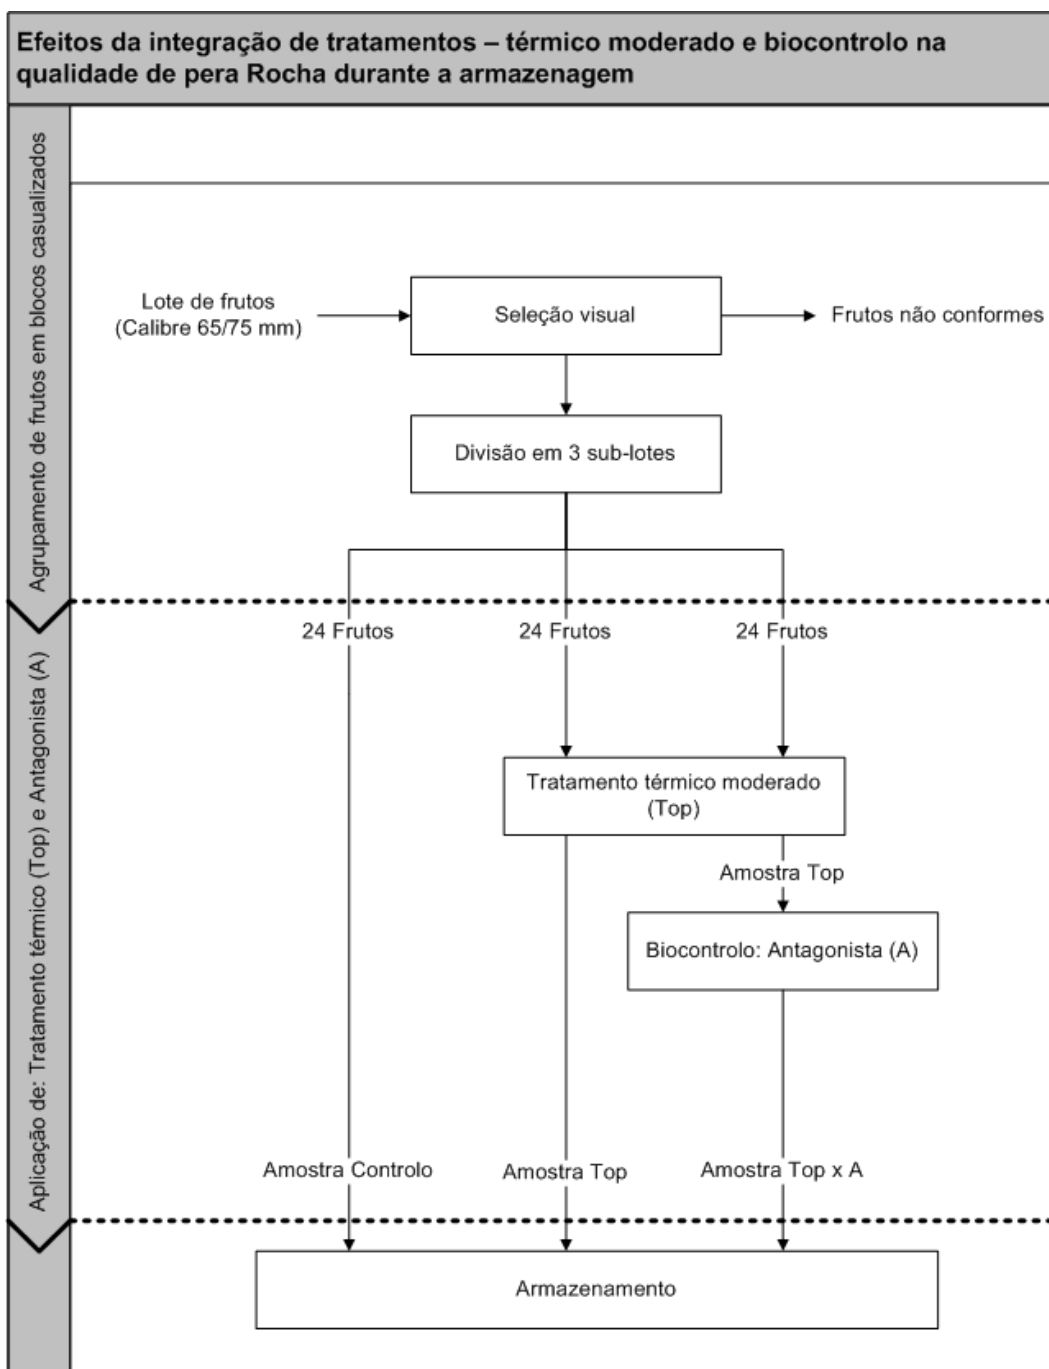 Efeitos da integração de tratamentos – térmico moderado e biocontrolo na
qualidade de pera Rocha durante a armazenagem
Agrupamento de frutos em blocos casualizados
Lote de frutos
(Calibre 65/75 mm)
Seleção visual
Frutos não conformes
Divisão em 3 sub-lotes
Aplicação de: Tratamento térmico (Top) e Antagonista (A)
24 Frutos
24 Frutos
24 Frutos
Tratamento térmico moderado
(Top)
Amostra Top
Biocontrolo: Antagonista (A)
Amostra Controlo
Amostra Top
Amostra Top x A
Armazenamento